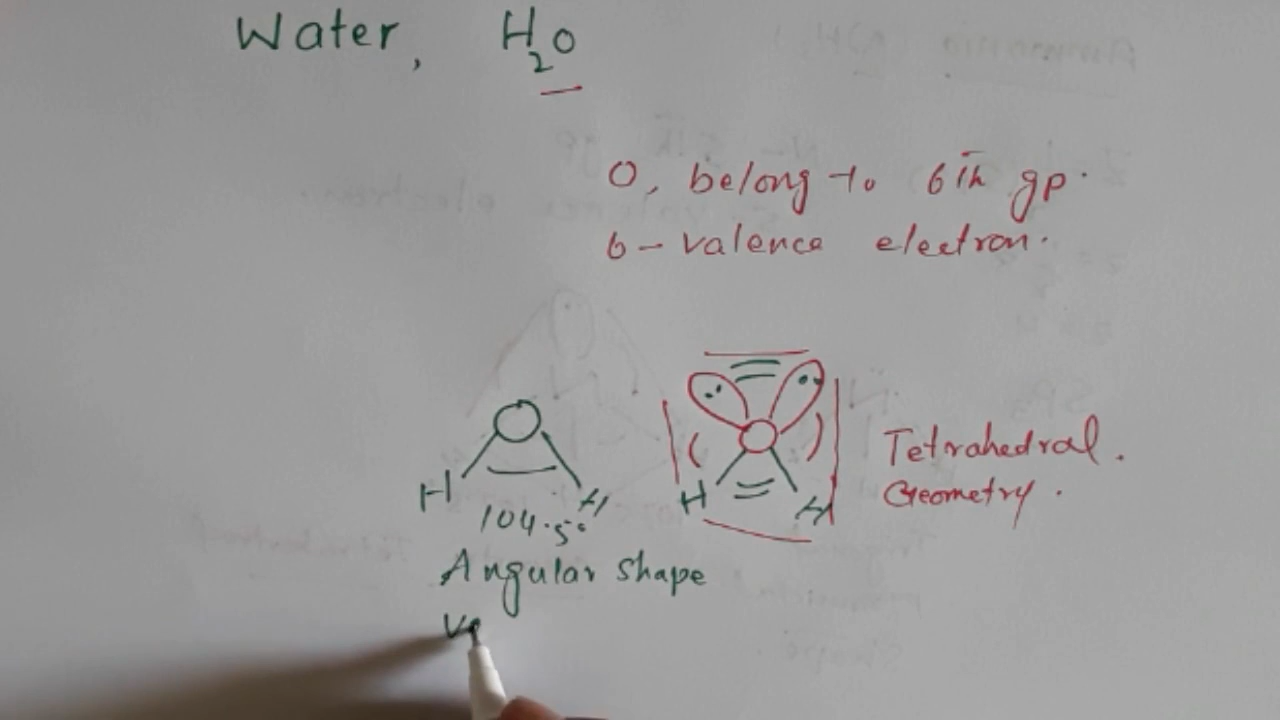 Water, H₂O
O, belong to 6th gp.
6 - valence electron.
H H
104.5°
Angular shape
H H
Tetrahedral.
Geometry.